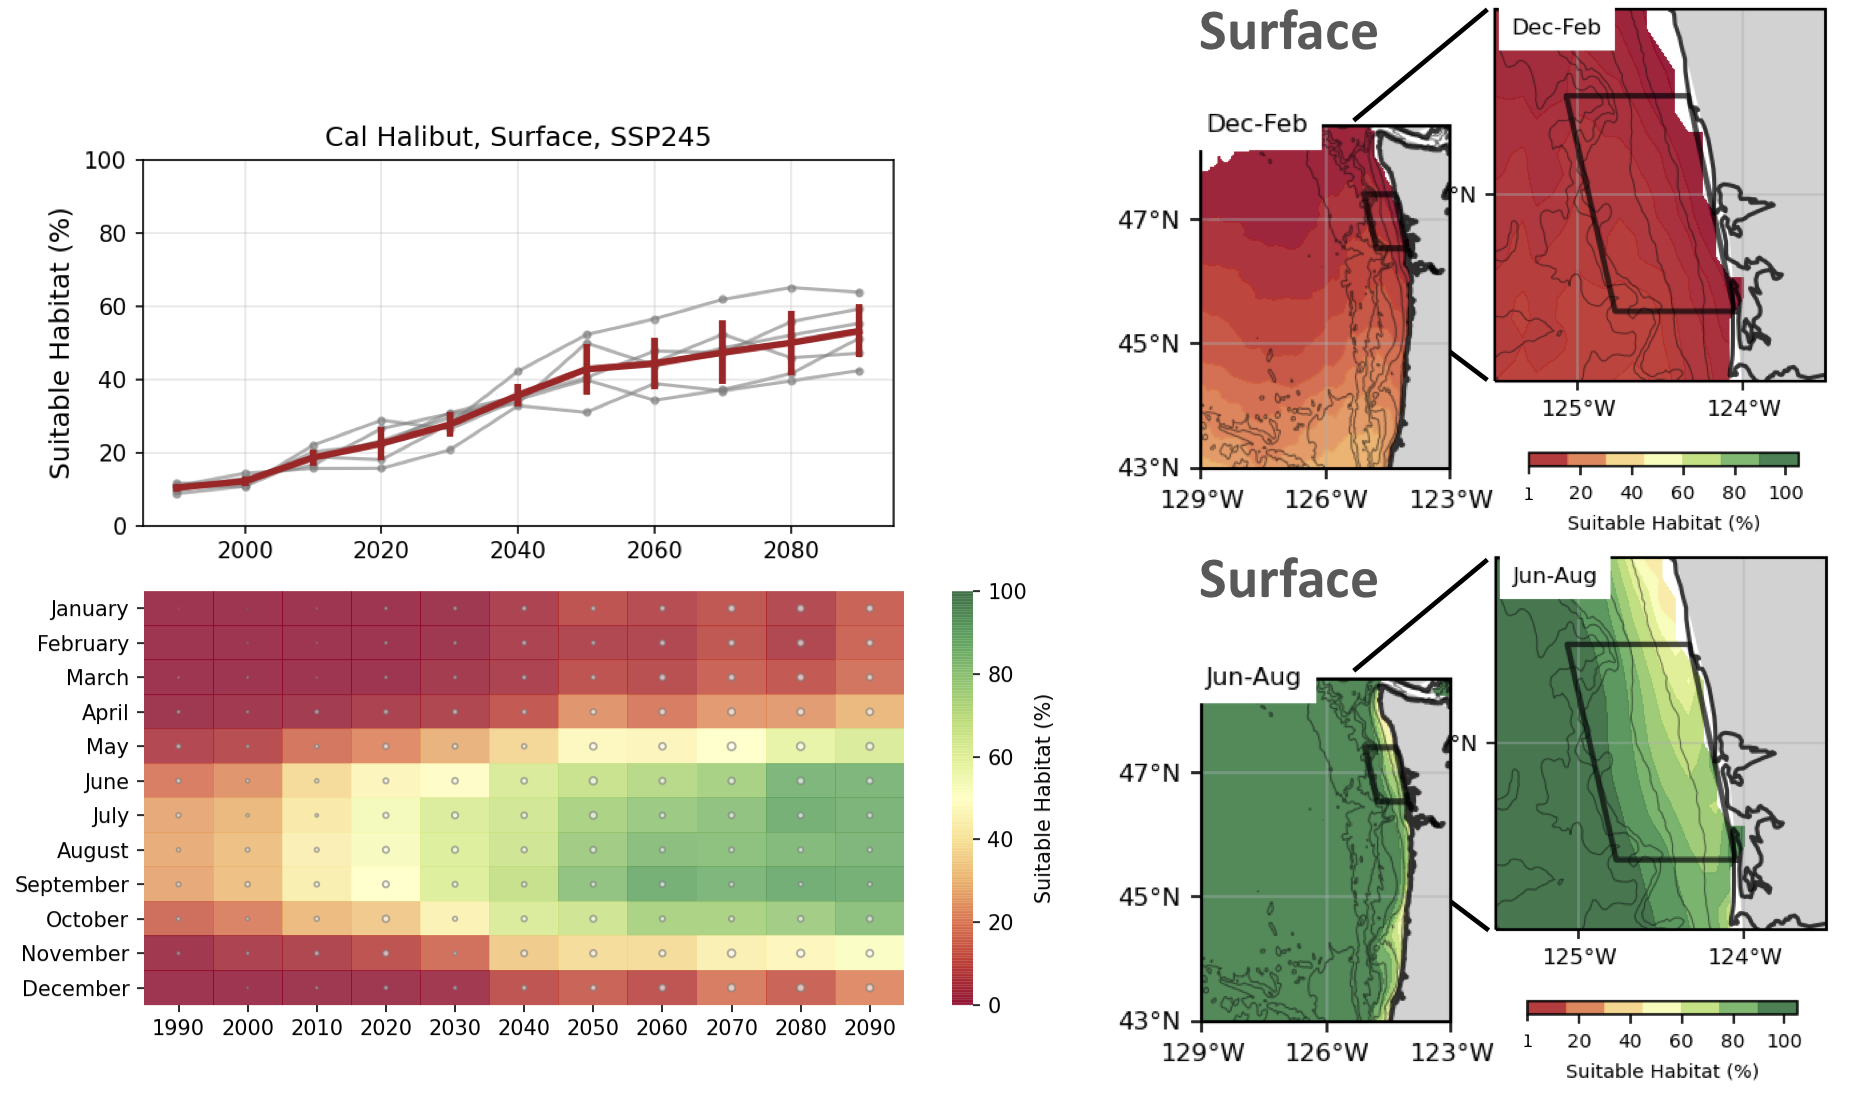 Cal Halibut, Surface, SSP245
Suitable Habitat (%)
100
80
60
40
20
0
2000 2020 2040 2060 2080
January
February
March
April
May
June
July
August
September
October
November
December
1990 2000 2010 2020 2030 2040 2050 2060 2070 2080 2090
100
80
60
40
20
0
Suitable Habitat (%)
Surface
Dec-Feb
47°N
45°N
43°N
129°W 126°W 123°W
Dec-Feb
°N
125°W 124°W
1 20 40 60 80 100
Suitable Habitat (%)
Surface
Jun-Aug
47°N
45°N
43°N
129°W 126°W 123°W
Jun-Aug
°N
125°W 124°W
1 20 40 60 80 100
Suitable Habitat (%)